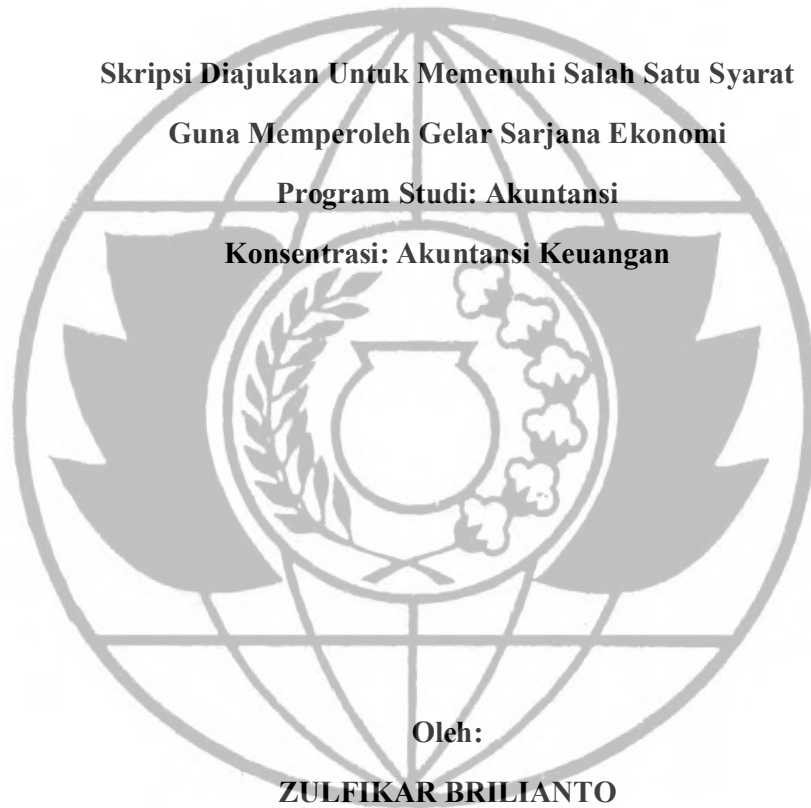 Skripsi Diajukan Untuk Memenuhi Salah Satu Syarat
Guna Memperoleh Gelar Sarjana Ekonomi
Program Studi: Akuntansi
Konsentrasi: Akuntansi Keuangan
Oleh:
ZULFIKAR BRILIANTO